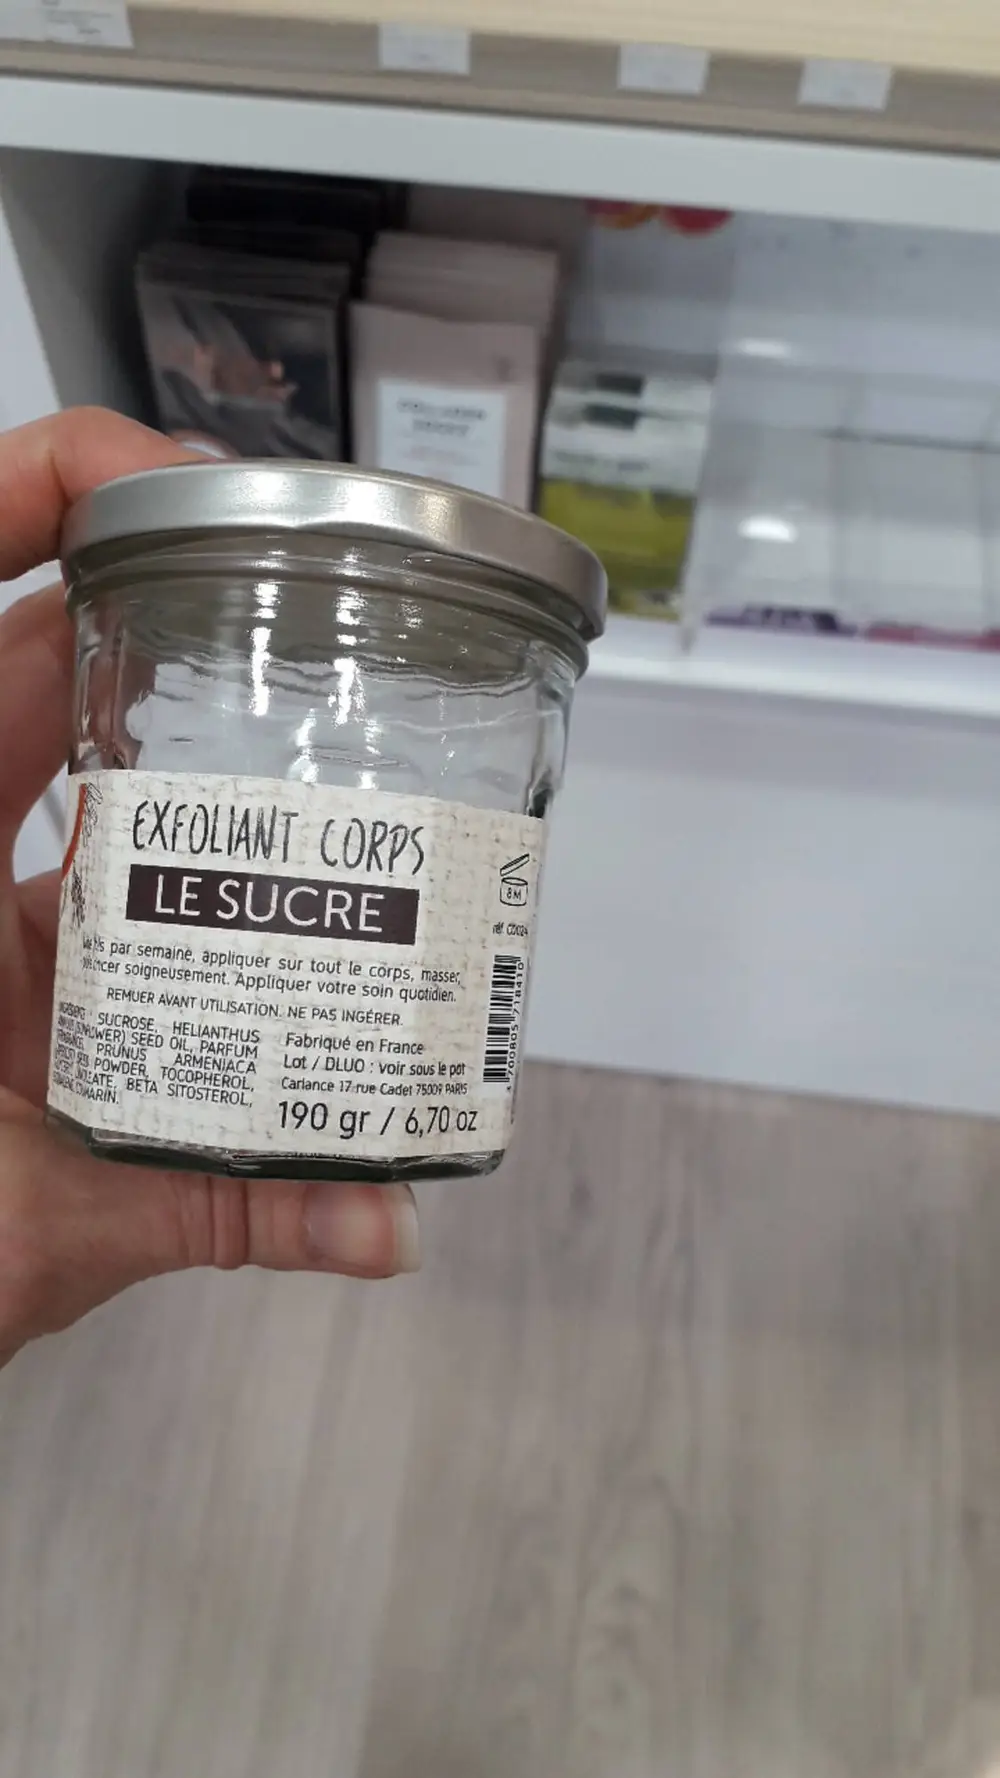 EXFOLIANT CORPS
LE SUCRE
8M
par semaine, appliquer sur tout le corps, masser,
soigneusement. Appliquer votre soin quotidien.
REMUER AVANT UTILISATION. NE PAS INGÉRER.
SUCROSE, HELIANTHUS
SEED OIL, PARFUM
PRUNUS ARMENIACA
POWDER, TOCOPHEROL,
BETA SITOSTEROL,
Fabriqué en France
Lot / DLUO : voir sous le pot
Cariance 17 rue Cadet 75009 PARIS
190 gr / 6,70 oz
3700805718410